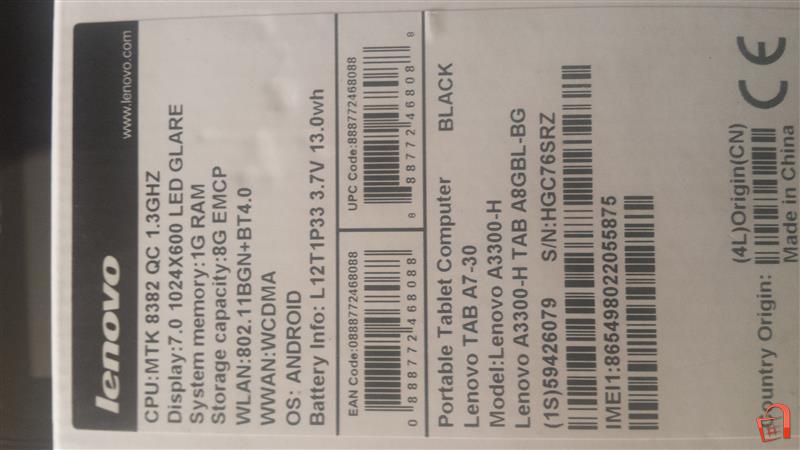 lenovo
www.lenovo.com
CPU:MTK 8382 QC 1.3GHZ
Display:7.0 1024X600 LED GLARE
System memory:1G RAM
Storage capacity:8G EMCP
WLAN:802.11BGN+BT4.0
WWAN:WCDMA
OS: ANDROID
Battery Info: L12T1P33 3.7V 13.0wh
EAN Code:0888772468088
0 888772 468088
UPC Code:888772468088
8 88772 46808 8
Portable Tablet Computer BLACK
Lenovo TAB A7-30
Model:Lenovo A3300-H
Lenovo A3300-H TAB A8GBL-BG
(1S)59426079 S/N:HGC76SRZ
IMEI1:865498022055875
(4L)Origin(CN)
Country Origin:
Made in China
CE